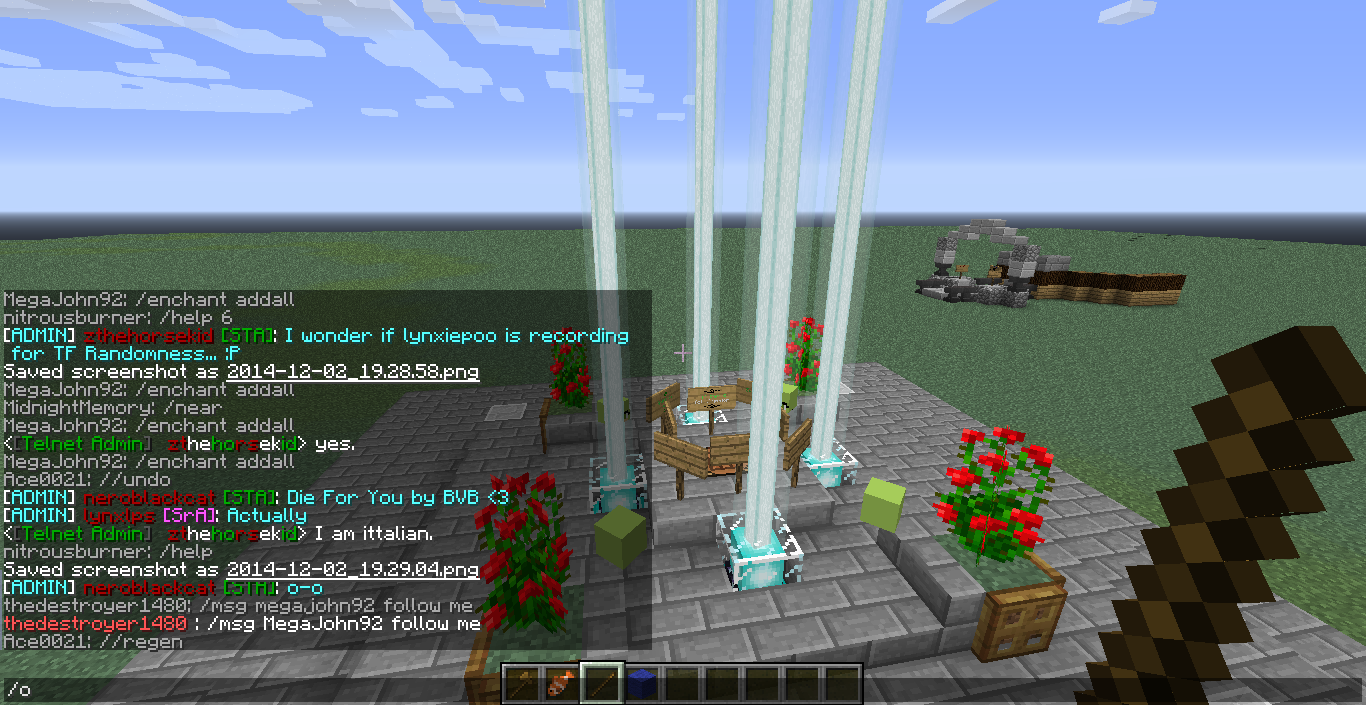 MegaJohn92: /enchant addall
nitrousburner: /help 6
[ADMIN] zthehorsekid [STA]: I wonder if lynxiepoo is recording
for TF Randomness... :P
Saved screenshot as 2014-12-02_19.28.58.png
MegaJohn92: /enchant addall
MidnightMemory: /near
MegaJohn92: /enchant addall
<[Telnet Admin] zthehorsekid> yes.
MegaJohn92: /enchant addall
Ace0021: //undo
[ADMIN] neroblackcat [STA]: Die For You by BVB <3
[ADMIN] lynxlps [SrA]: Actually
<[Telnet Admin] zthehorsekid> I am ittalian.
nitrousburner: /help
Saved screenshot as 2014-12-02_19.29.04.png
[ADMIN] neroblackcat [STA]: o-o
thedestroyer1480: /msg megajohn92 follow me
thedestroyer1480 : /msg MegaJohn92 follow me
Ace0021: //regen
/o